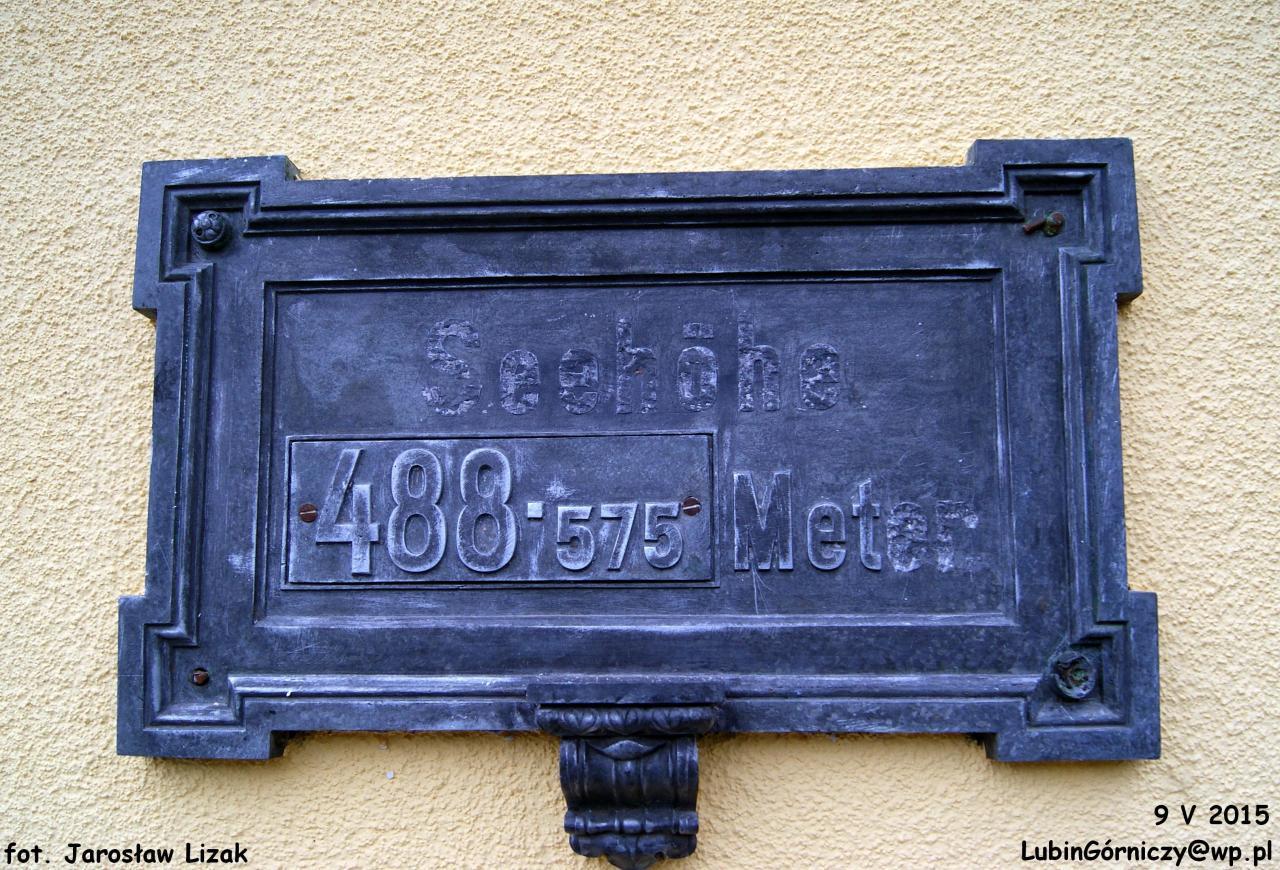 Seehöhe
488·575 Meter
9 V 2015
fot. Jarosław Lizak
LubinGórniczy@wp.pl